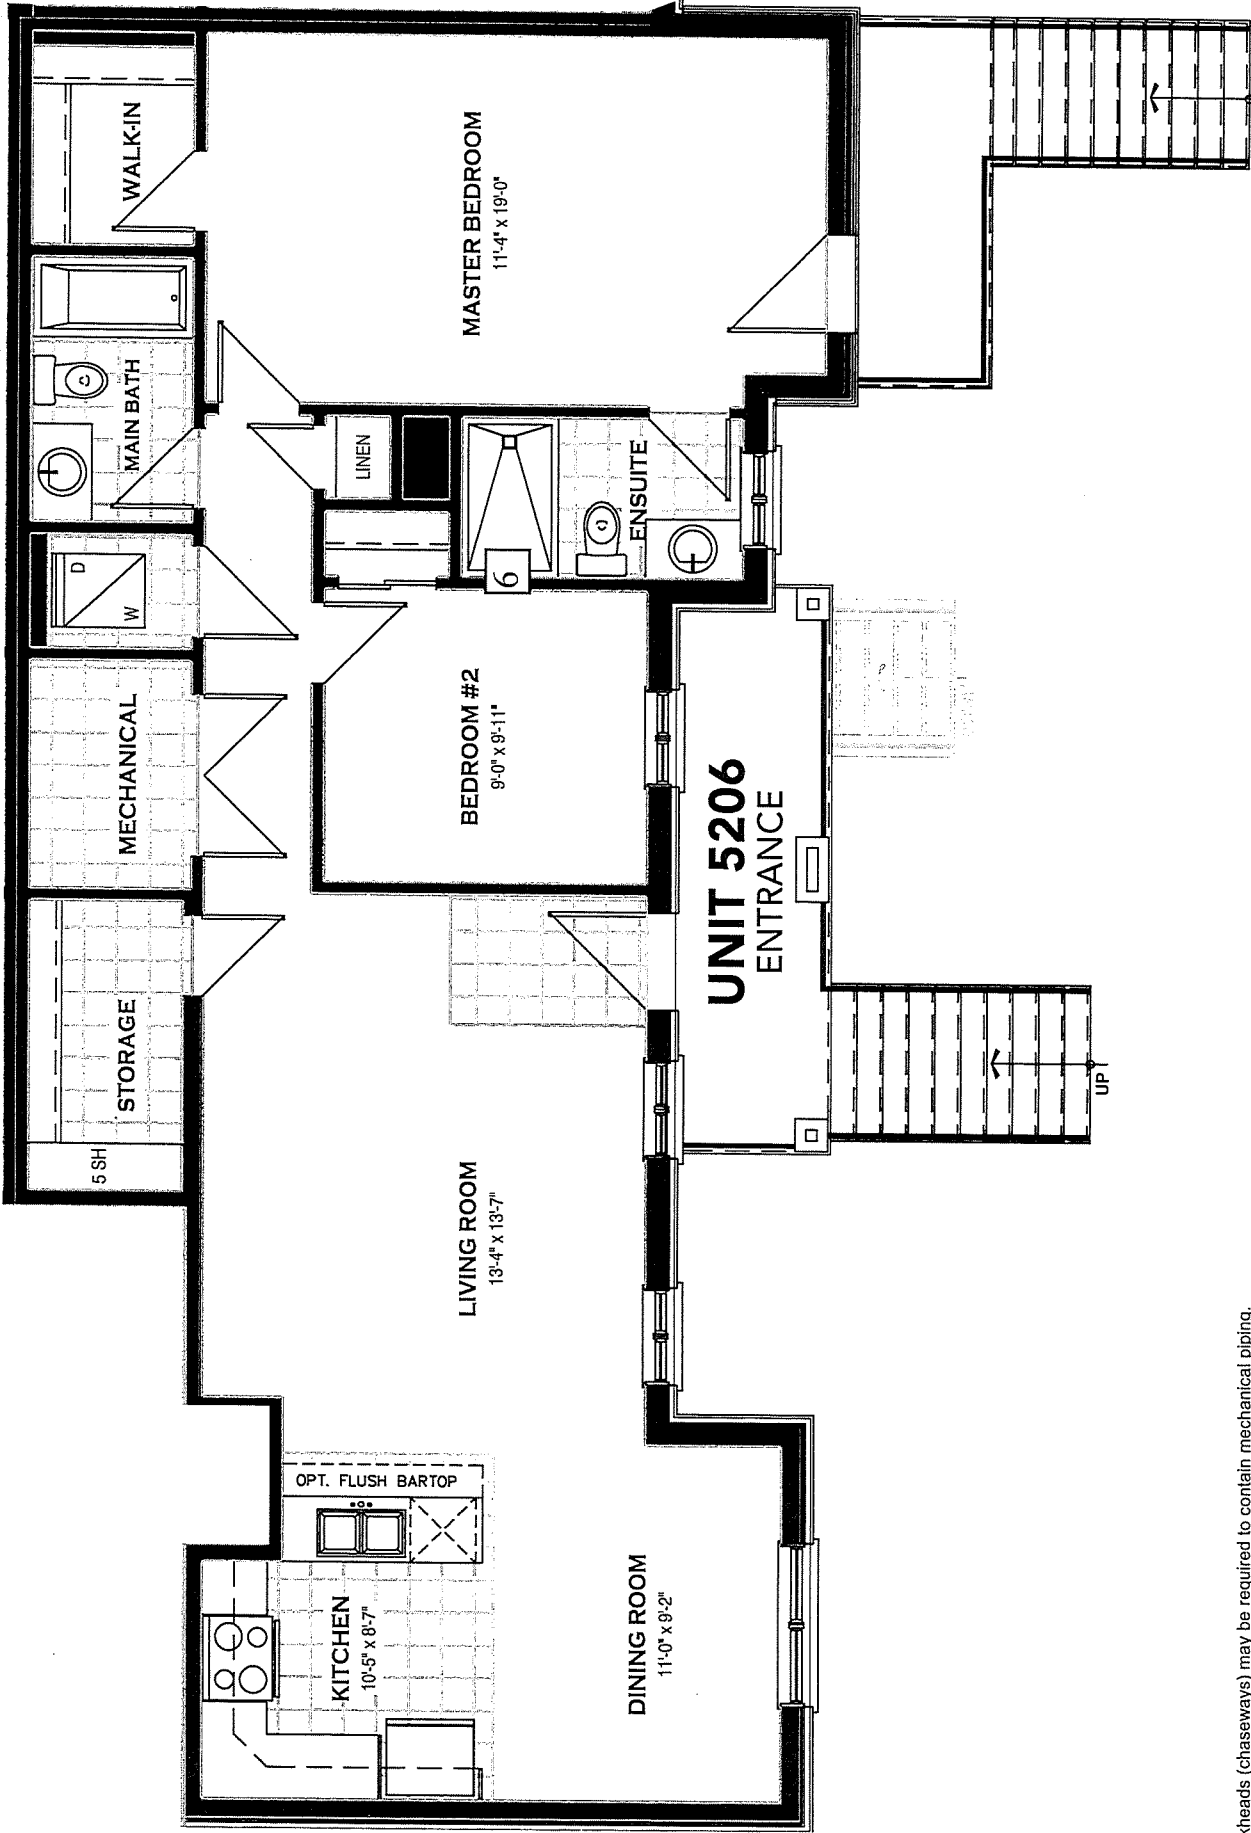 WALK-IN
MASTER BEDROOM
11'-4" x 19'-0"
MAIN BATH
LINEN
ENSUITE
6
D
W
MECHANICAL
BEDROOM #2
9'-0" x 9'-11"
UNIT 5206
ENTRANCE
STORAGE
5 SH
UP
LIVING ROOM
13'-4" x 13'-7"
OPT. FLUSH BARTOP
KITCHEN
10'-5" x 8'-7"
DINING ROOM
11'-0" x 9'-2"
kheads (chaseways) may be required to contain mechanical piping.